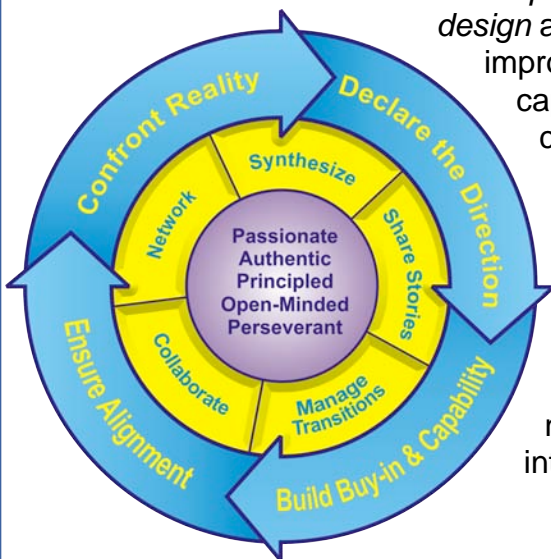 design a
impro
ca
c
Confront Reality
Declare the Direction
Build Buy-in & Capability
Ensure Alignment
Synthesize
Share Stories
Manage
Transitions
Collaborate
Network
Passionate
Authentic
Principled
Open-Minded
Perseverant